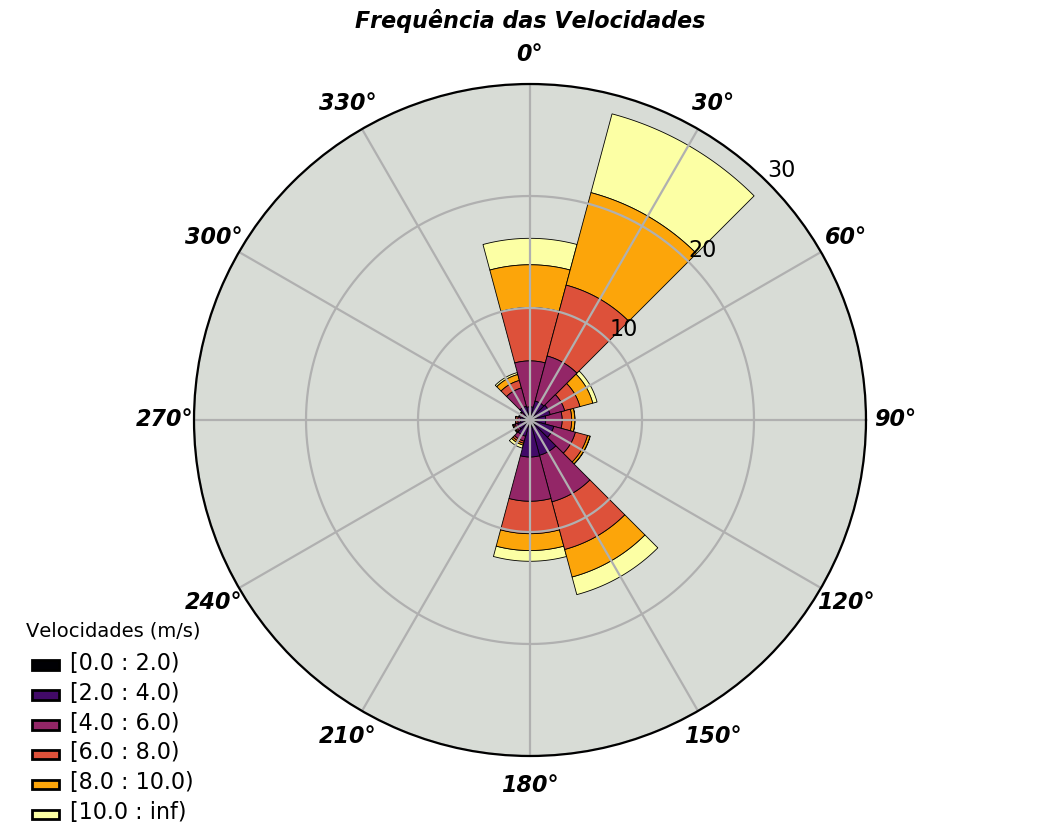 Frequência das Velocidades
0°
330°
30°
30
300°
60°
20
10
270°
90°
240°
120°
210°
150°
180°
Velocidades (m/s)
[0.0 : 2.0)
[2.0 : 4.0)
[4.0 : 6.0)
[6.0 : 8.0)
[8.0 : 10.0)
[10.0 : inf)